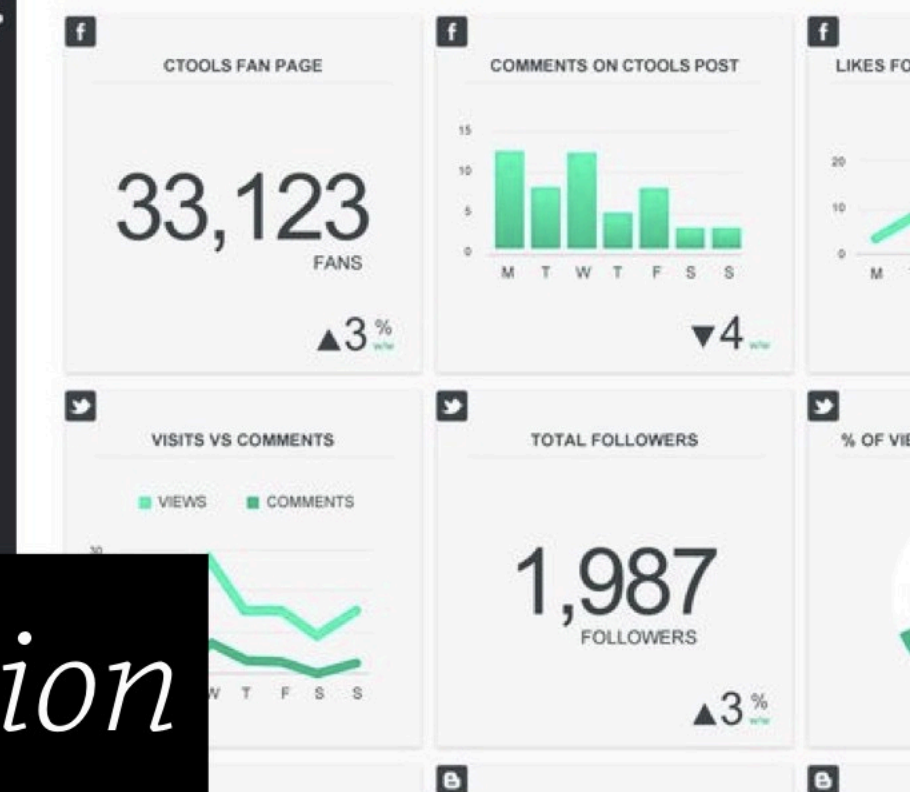 CTOOLS FAN PAGE
33,123
FANS
▲3 %
w/w
COMMENTS ON CTOOLS POST
15
10
5
0
M T W T F S S
▼4
w/w
LIKES FO
20
10
0
M
VISITS VS COMMENTS
VIEWS COMMENTS
30
W T F S S
TOTAL FOLLOWERS
1,987
FOLLOWERS
▲3 %
w/w
% OF VIE
ion